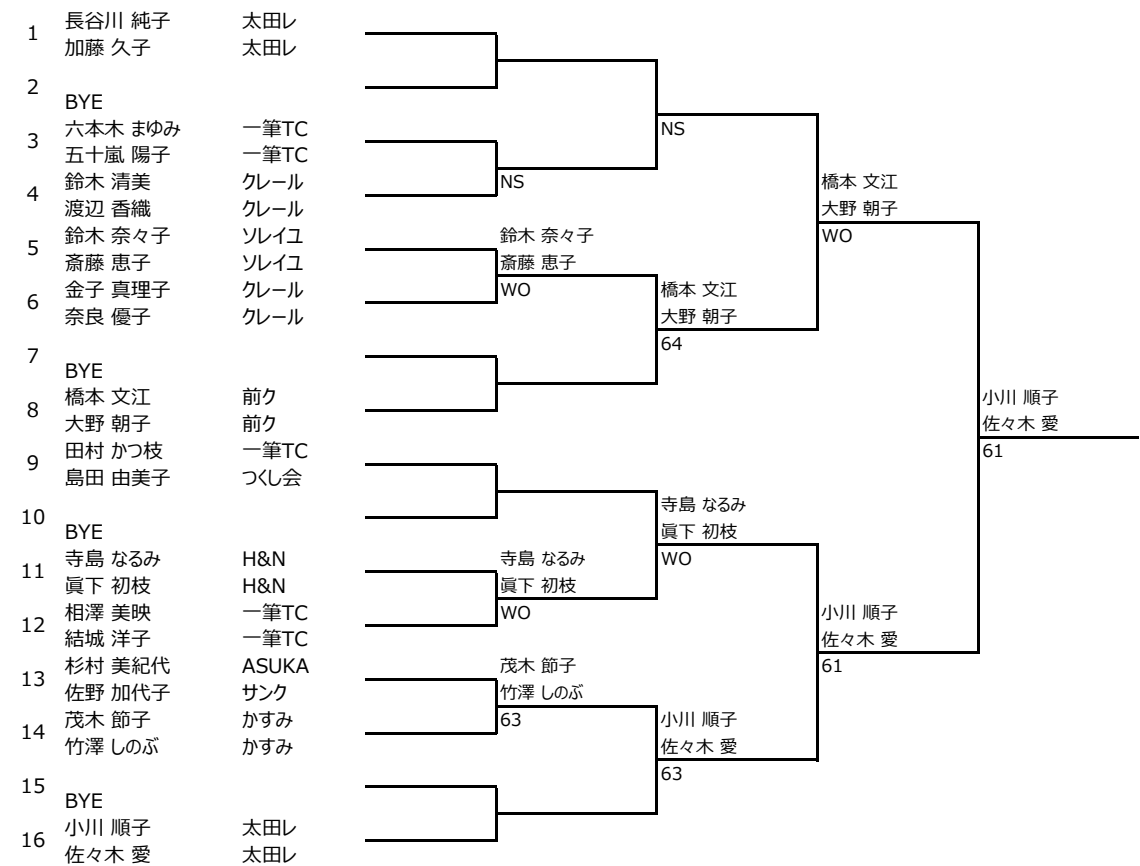 1
長谷川 純子 太田レ
加藤 久子 太田レ
2
BYE
3
六本木 まゆみ 一筆TC
五十嵐 陽子 一筆TC
4
鈴木 清美 クレール
渡辺 香織 クレール
5
鈴木 奈々子 ソレイユ
斎藤 恵子 ソレイユ
6
金子 真理子 クレール
奈良 優子 クレール
7
BYE
8
橋本 文江 前ク
大野 朝子 前ク
9
田村 かつ枝 一筆TC
島田 由美子 つくし会
10
BYE
11
寺島 なるみ H&N
眞下 初枝 H&N
12
相澤 美映 一筆TC
結城 洋子 一筆TC
13
杉村 美紀代 ASUKA
佐野 加代子 サンク
14
茂木 節子 かすみ
竹澤 しのぶ かすみ
15
BYE
16
小川 順子 太田レ
佐々木 愛 太田レ
NS
鈴木 奈々子
斎藤 恵子
WO
寺島 なるみ
眞下 初枝
WO
茂木 節子
竹澤 しのぶ
63
NS
橋本 文江
大野 朝子
64
寺島 なるみ
眞下 初枝
WO
小川 順子
佐々木 愛
63
橋本 文江
大野 朝子
WO
小川 順子
佐々木 愛
61
小川 順子
佐々木 愛
61